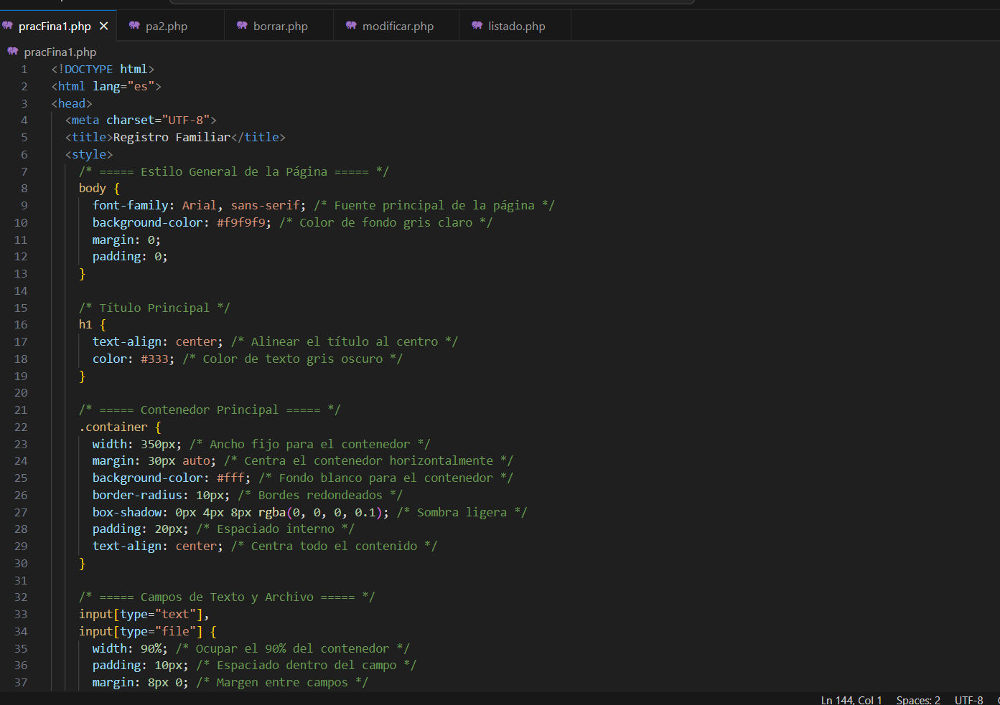 pracFina1.php
pa2.php
borrar.php
modificar.php
listado.php
pracFina1.php
1 <!DOCTYPE html>
2 <html lang="es">
3 <head>
4 <meta charset="UTF-8">
5 <title>Registro Familiar</title>
6 <style>
7 /* ===== Estilo General de la Página ===== */
8 body {
9 font-family: Arial, sans-serif; /* Fuente principal de la página */
10 background-color: #f9f9f9; /* Color de fondo gris claro */
11 margin: 0;
12 padding: 0;
13 }
14
15 /* Título Principal */
16 h1 {
17 text-align: center; /* Alinear el título al centro */
18 color: #333; /* Color de texto gris oscuro */
19 }
20
21 /* ===== Contenedor Principal ===== */
22 .container {
23 width: 350px; /* Ancho fijo para el contenedor */
24 margin: 30px auto; /* Centra el contenedor horizontalmente */
25 background-color: #fff; /* Fondo blanco para el contenedor */
26 border-radius: 10px; /* Bordes redondeados */
27 box-shadow: 0px 4px 8px rgba(0, 0, 0, 0.1); /* Sombra ligera */
28 padding: 20px; /* Espaciado interno */
29 text-align: center; /* Centra todo el contenido */
30 }
31
32 /* ===== Campos de Texto y Archivo ===== */
33 input[type="text"],
34 input[type="file"] {
35 width: 90%; /* Ocupar el 90% del contenedor */
36 padding: 10px; /* Espaciado dentro del campo */
37 margin: 8px 0; /* Margen entre campos */
Ln 144, Col 1
Spaces: 2
UTF-8